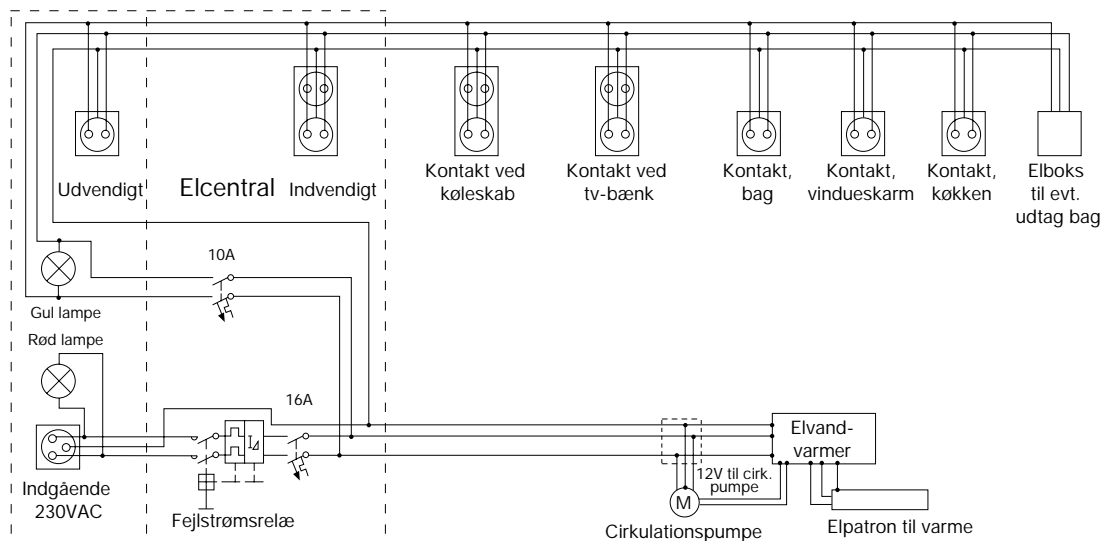 Udvendigt
Elcentral
Indvendigt
Kontakt ved
køleskab
Kontakt ved
tv-bænk
Kontakt,
bag
Kontakt,
vindueskarm
Kontakt,
køkken
Elboks
til evt.
udtag bag
10A
Gul lampe
Rød lampe
16A
I⊿
Indgående
230VAC
Fejlstrømsrelæ
Elvand-
varmer
12V til cirk.
pumpe
M
Cirkulationspumpe
Elpatron til varme